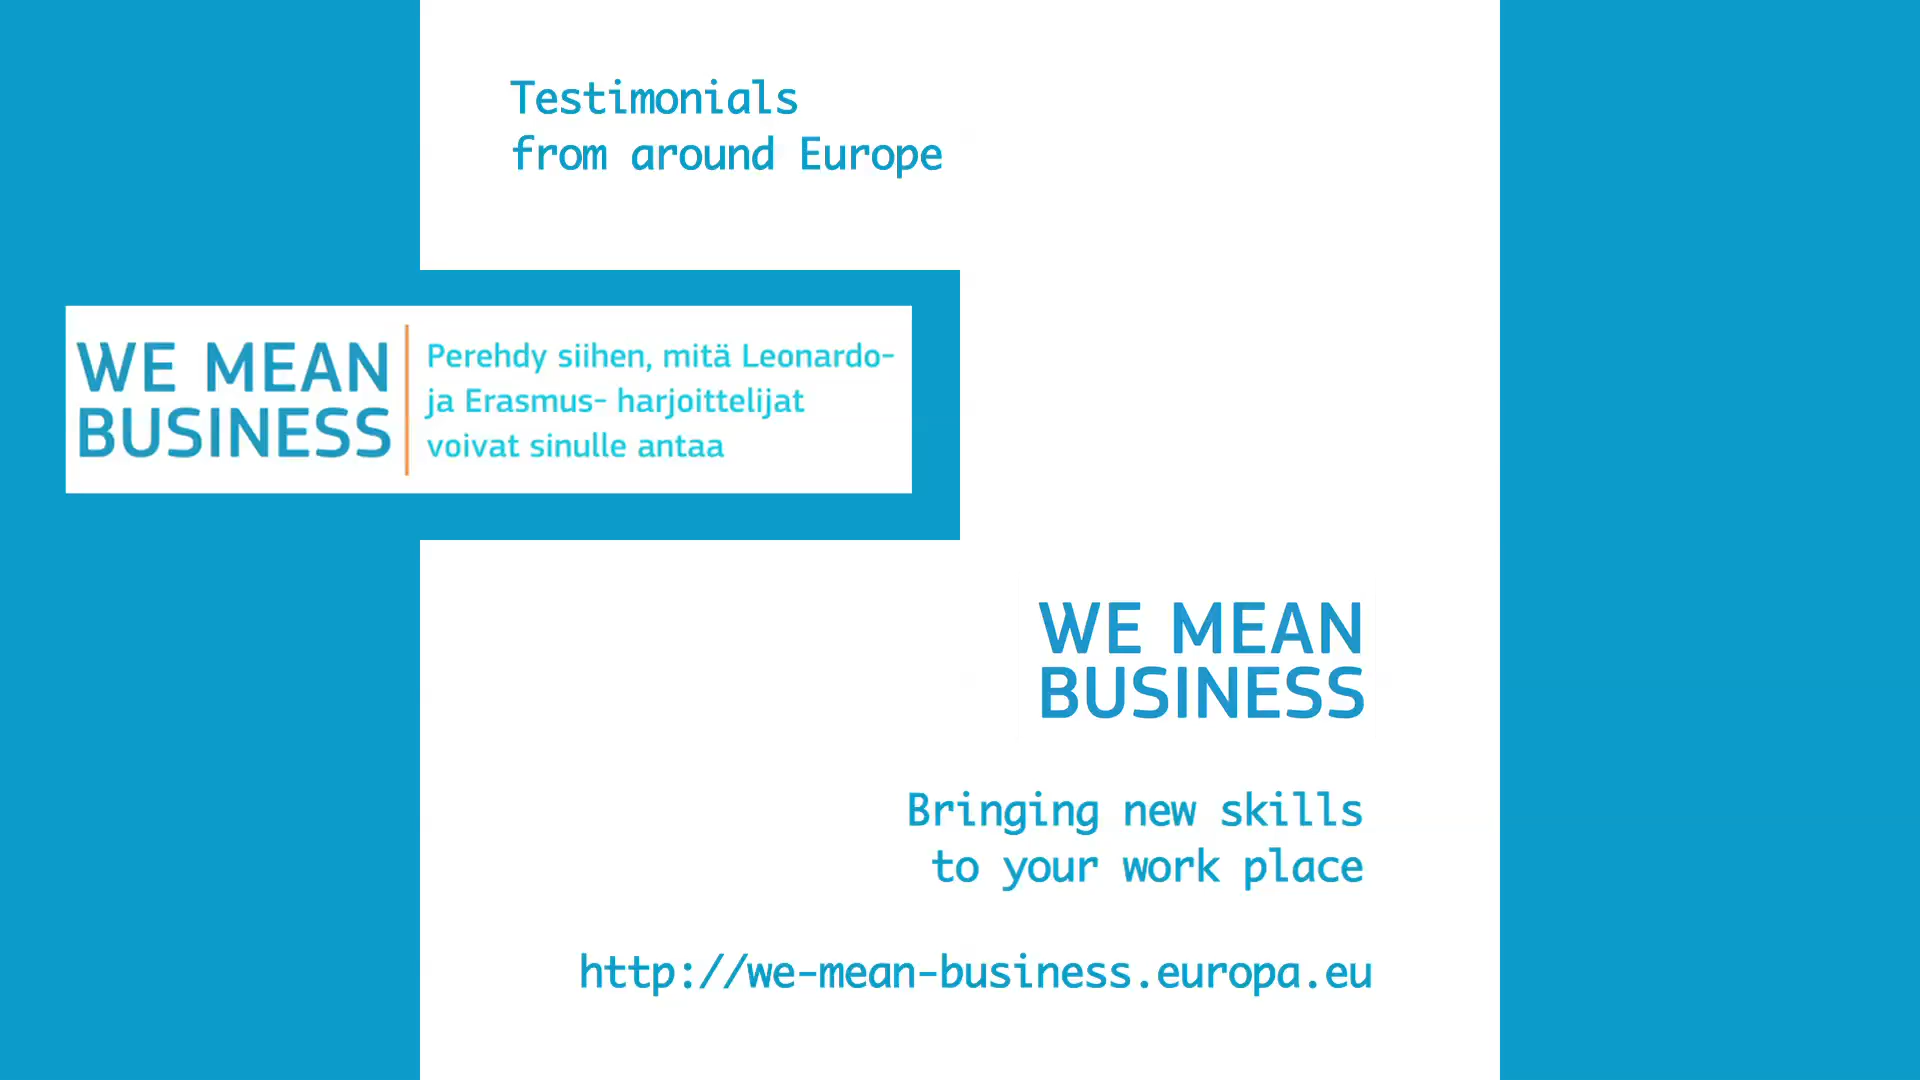 Testimonials
from around Europe
WE MEAN
BUSINESS
Perehdy siihen, mitä Leonardo-
ja Erasmus- harjoittelijat
voivat sinulle antaa
WE MEAN
BUSINESS
Bringing new skills
to your work place
http://we-mean-business.europa.eu